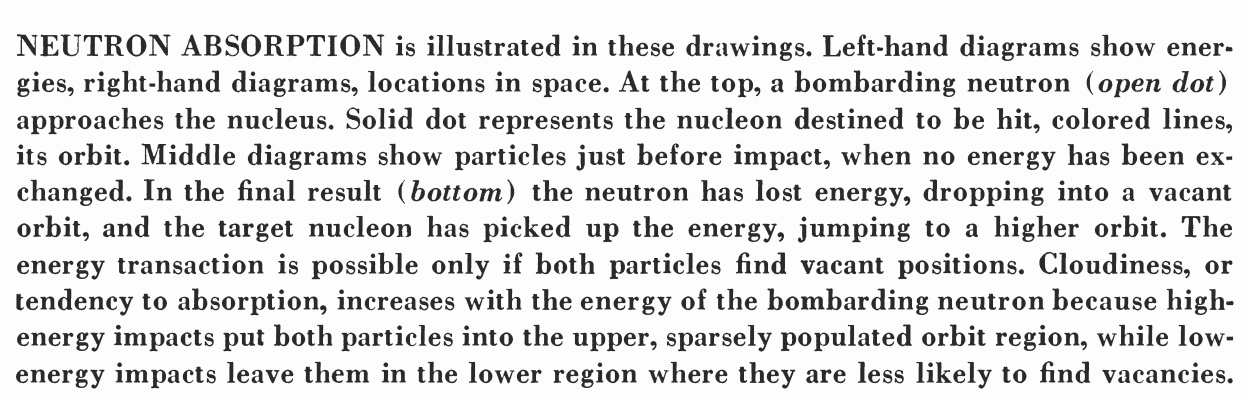 NEUTRON ABSORPTION is illustrated in these drawings. Left-hand diagrams show ener-
gies, right-hand diagrams, locations in space. At the top, a bombarding neutron (open dot)
approaches the nucleus. Solid dot represents the nucleon destined to be hit, colored lines,
its orbit. Middle diagrams show particles just before impact, when no energy has been ex-
changed. In the final result (bottom) the neutron has lost energy, dropping into a vacant
orbit, and the target nucleon has picked up the energy, jumping to a higher orbit. The
energy transaction is possible only if both particles find vacant positions. Cloudiness, or
tendency to absorption, increases with the energy of the bombarding neutron because high-
energy impacts put both particles into the upper, sparsely populated orbit region, while low-
energy impacts leave them in the lower region where they are less likely to find vacancies.